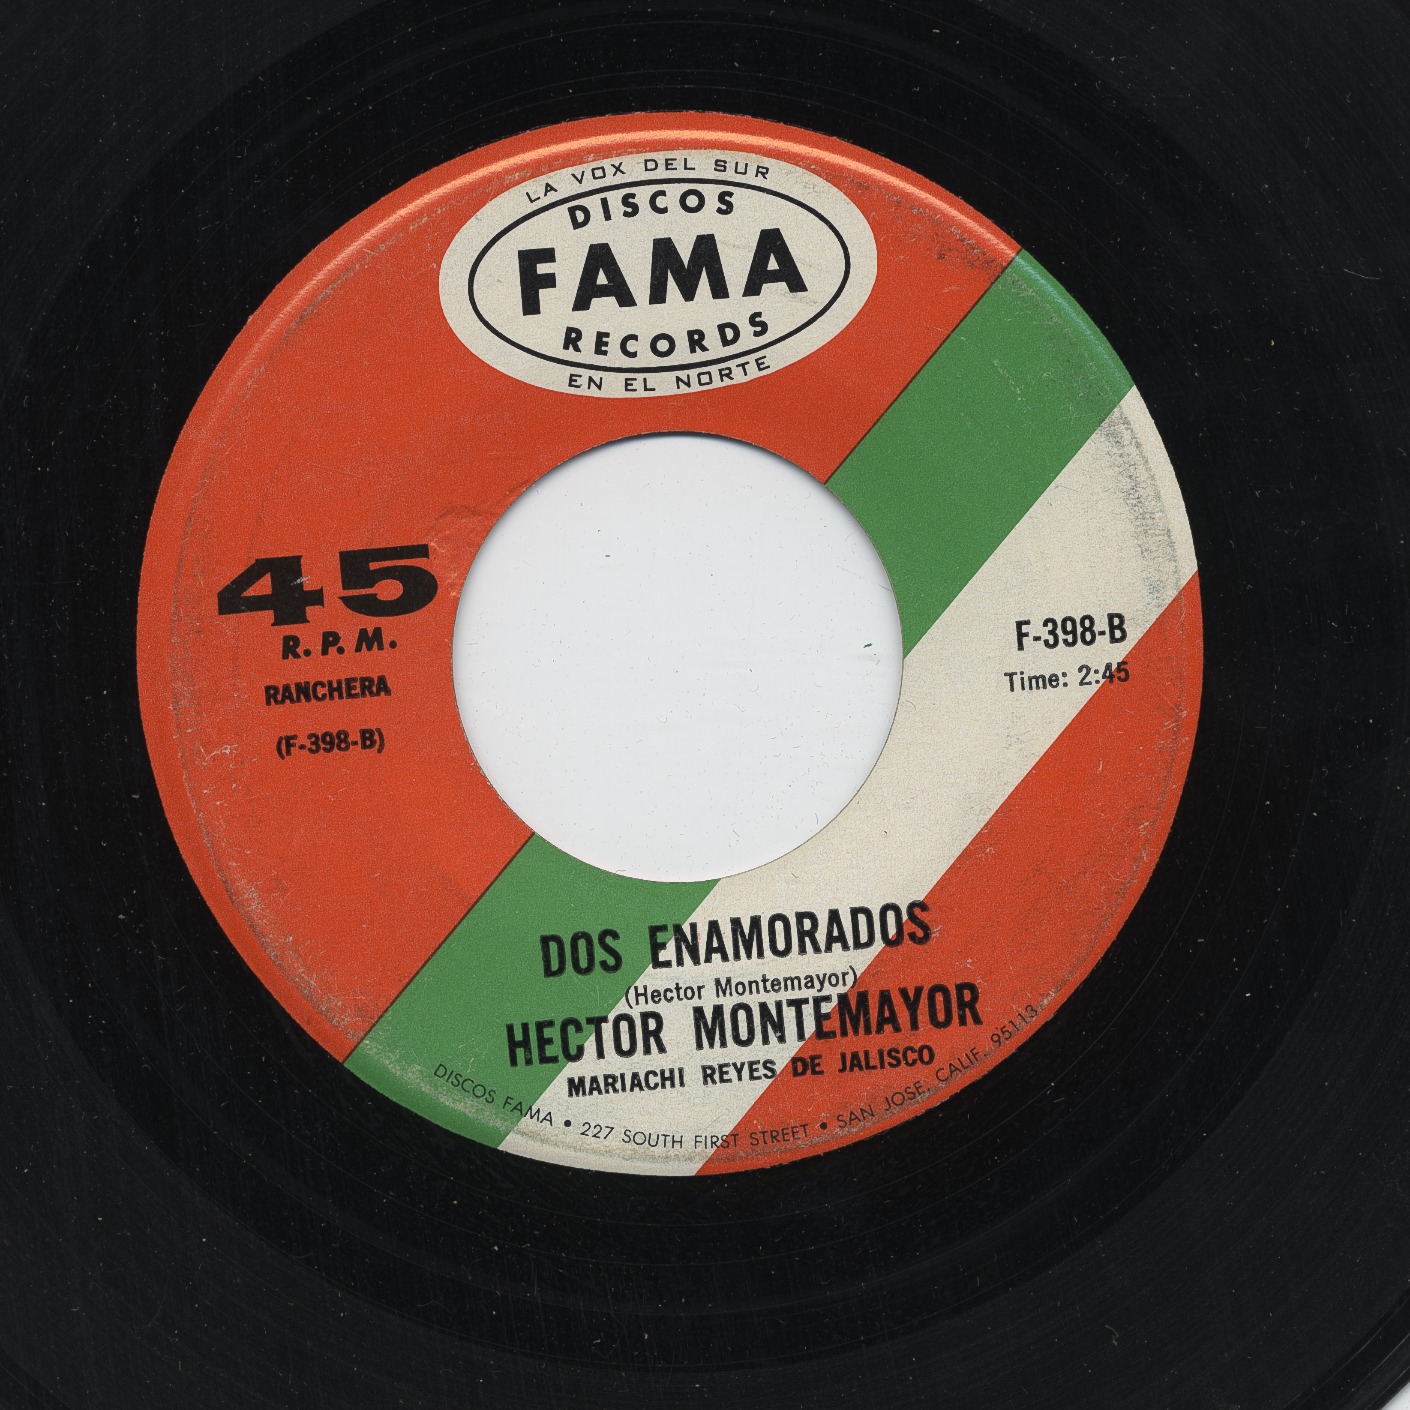 LA VOX DEL SUR
DISCOS
FAMA
RECORDS
EN EL NORTE
45
R.P.M.
RANCHERA
(F-398-B)
F-398-B
Time: 2:45
DOS ENAMORADOS
(Hector Montemayor)
HECTOR MONTEMAYOR
MARIACHI REYES DE JALISCO
DISCOS FAMA • 227 SOUTH FIRST STREET • SAN JOSE, CALIF. 95113